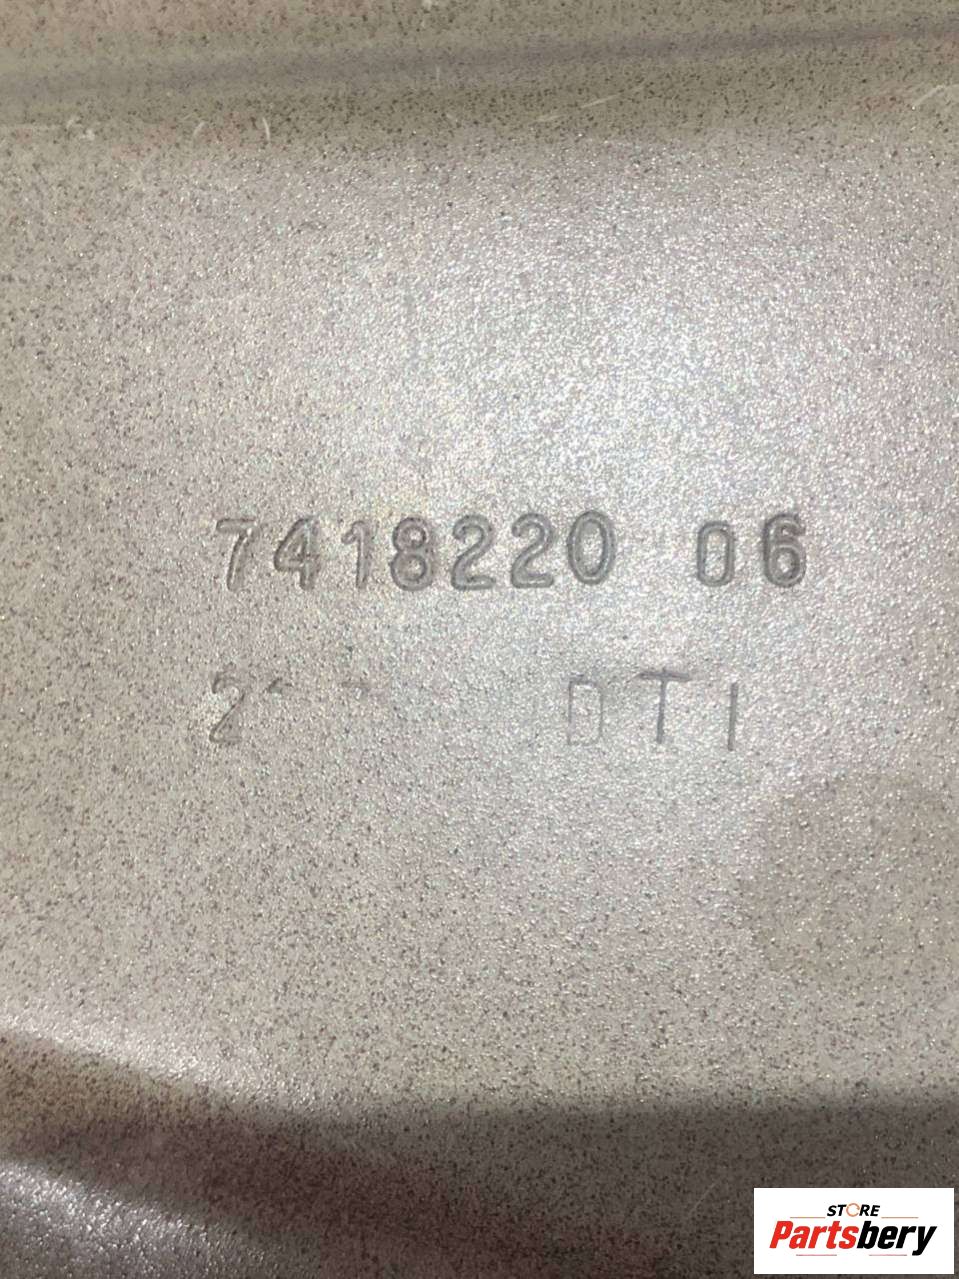 7418220 06
DTI
STORE
Partsbery